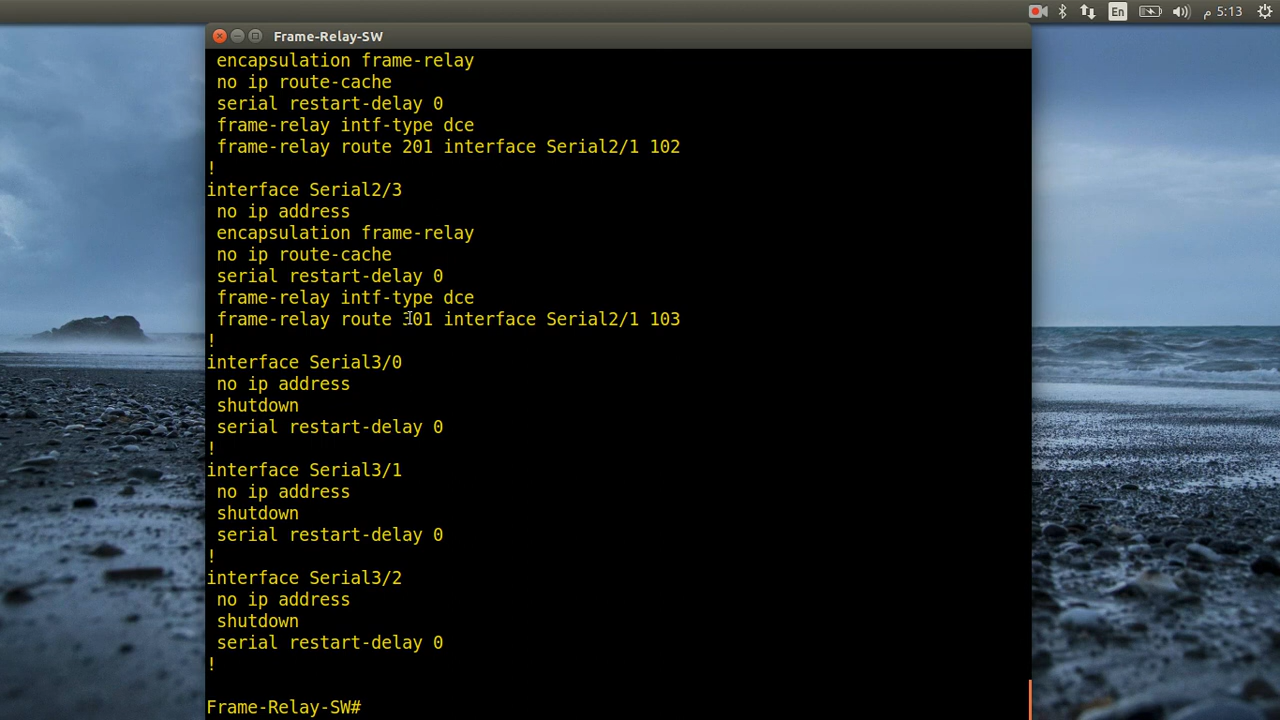 En
م 5:13
Frame-Relay-SW
encapsulation frame-relay
no ip route-cache
serial restart-delay 0
frame-relay intf-type dce
frame-relay route 201 interface Serial2/1 102
!
interface Serial2/3
no ip address
encapsulation frame-relay
no ip route-cache
serial restart-delay 0
frame-relay intf-type dce
frame-relay route 301 interface Serial2/1 103
!
interface Serial3/0
no ip address
shutdown
serial restart-delay 0
!
interface Serial3/1
no ip address
shutdown
serial restart-delay 0
!
interface Serial3/2
no ip address
shutdown
serial restart-delay 0
!
Frame-Relay-SW#